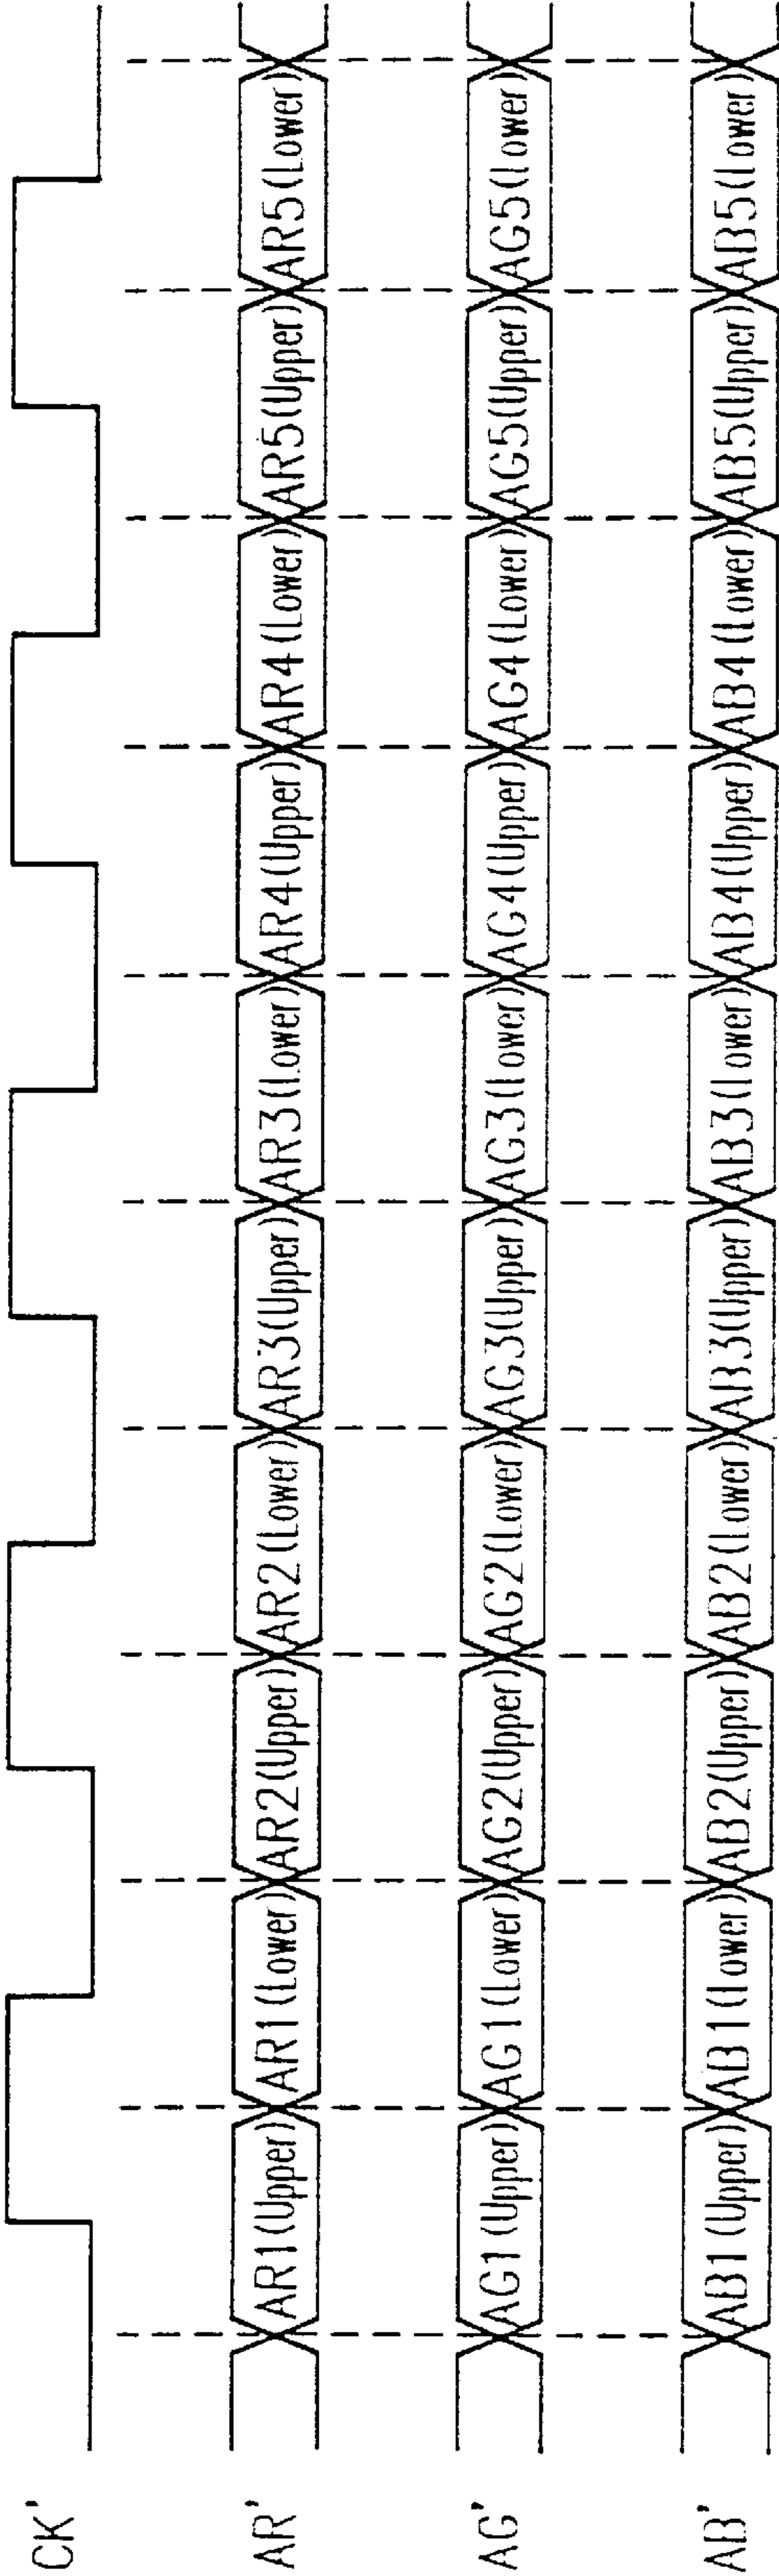 CK'
AR' AR1(Upper) AR1(Lower) AR2(Upper) AR2(Lower) AR3(Upper) AR3(Lower) AR4(Upper) AR4(Lower) AR5(Upper) AR5(Lower)
AG' AG1(Upper) AG1(Lower) AG2(Upper) AG2(Lower) AG3(Upper) AG3(Lower) AG4(Upper) AG4(Lower) AG5(Upper) AG5(Lower)
AB' AB1(Upper) AB1(Lower) AB2(Upper) AB2(Lower) AB3(Upper) AB3(Lower) AB4(Upper) AB4(Lower) AB5(Upper) AB5(Lower)